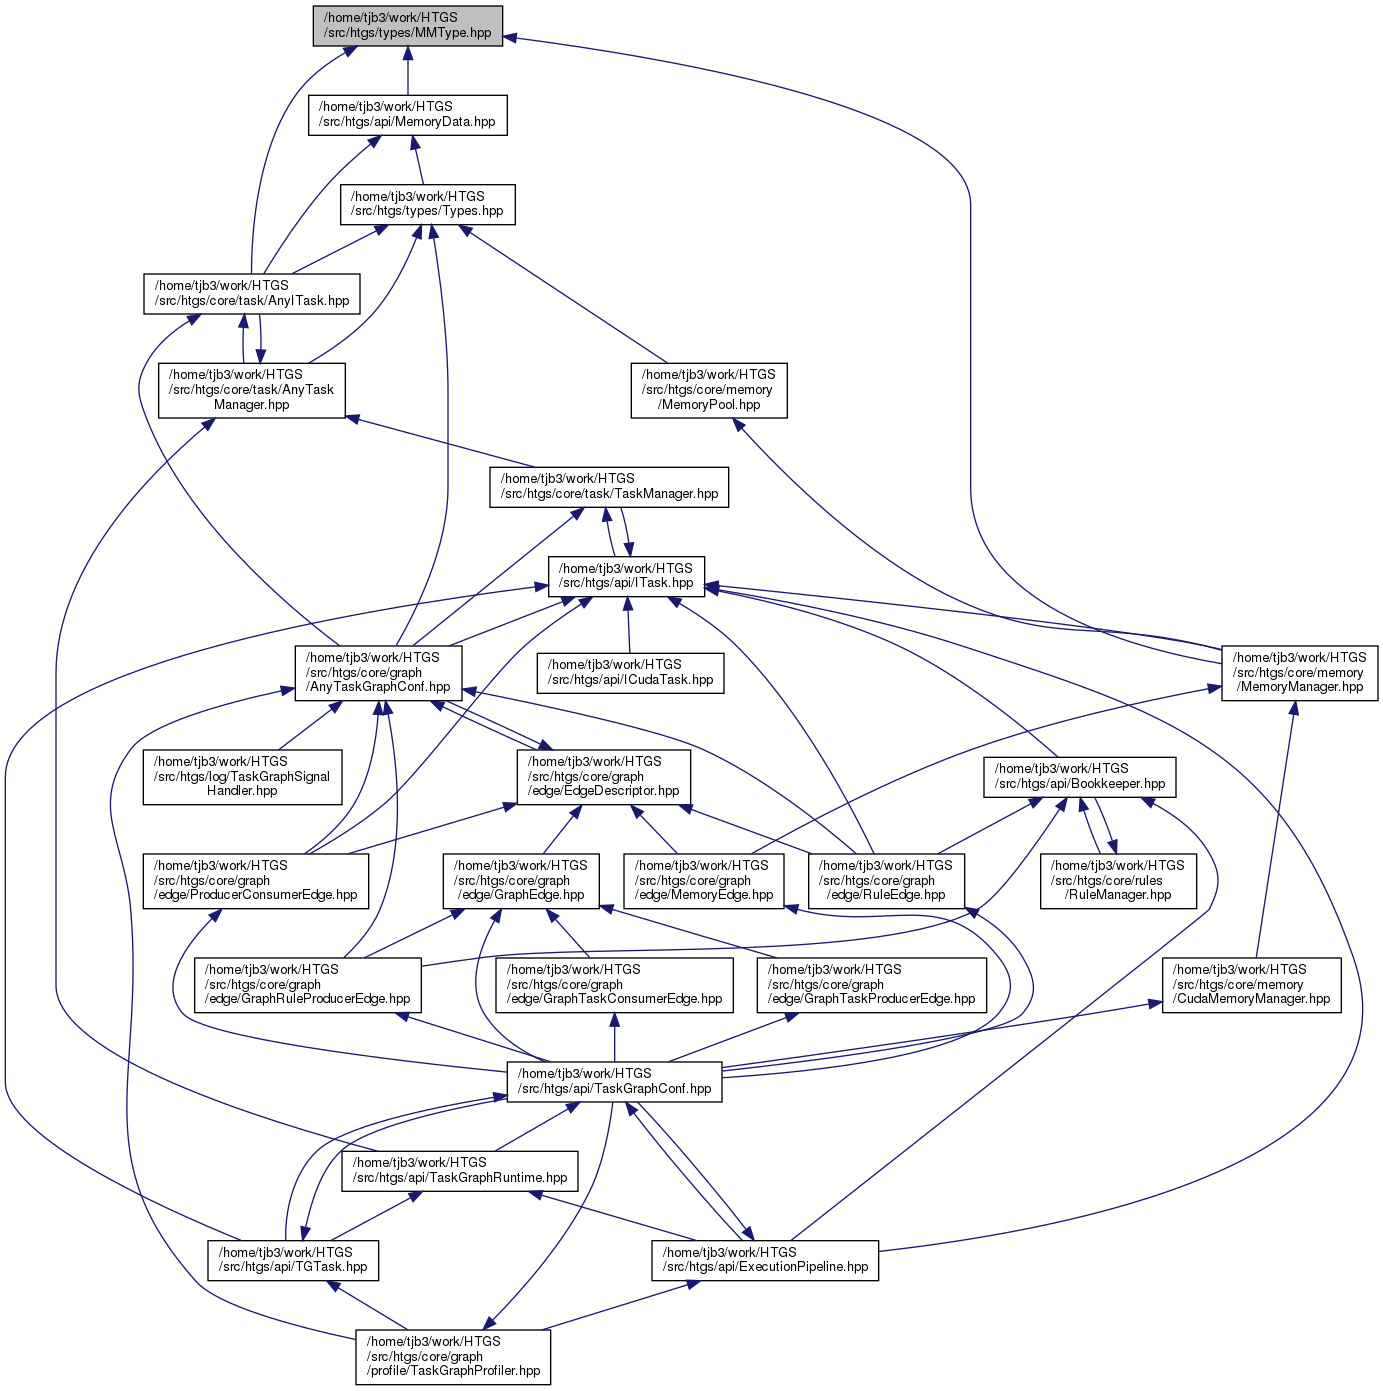 /home/tjb3/work/HTGS
/src/htgs/types/MMType.hpp
/home/tjb3/work/HTGS
/src/htgs/api/MemoryData.hpp
/home/tjb3/work/HTGS
/src/htgs/types/Types.hpp
/home/tjb3/work/HTGS
/src/htgs/core/task/AnyITask.hpp
/home/tjb3/work/HTGS
/src/htgs/core/task/AnyTask
Manager.hpp
/home/tjb3/work/HTGS
/src/htgs/core/memory
/MemoryPool.hpp
/home/tjb3/work/HTGS
/src/htgs/core/task/TaskManager.hpp
/home/tjb3/work/HTGS
/src/htgs/api/ITask.hpp
/home/tjb3/work/HTGS
/src/htgs/core/graph
/AnyTaskGraphConf.hpp
/home/tjb3/work/HTGS
/src/htgs/api/ICudaTask.hpp
/home/tjb3/work/HTGS
/src/htgs/core/memory
/MemoryManager.hpp
/home/tjb3/work/HTGS
/src/htgs/log/TaskGraphSignal
Handler.hpp
/home/tjb3/work/HTGS
/src/htgs/core/graph
/edge/EdgeDescriptor.hpp
/home/tjb3/work/HTGS
/src/htgs/api/Bookkeeper.hpp
/home/tjb3/work/HTGS
/src/htgs/core/graph
/edge/ProducerConsumerEdge.hpp
/home/tjb3/work/HTGS
/src/htgs/core/graph
/edge/GraphEdge.hpp
/home/tjb3/work/HTGS
/src/htgs/core/graph
/edge/MemoryEdge.hpp
/home/tjb3/work/HTGS
/src/htgs/core/graph
/edge/RuleEdge.hpp
/home/tjb3/work/HTGS
/src/htgs/core/rules
/RuleManager.hpp
/home/tjb3/work/HTGS
/src/htgs/core/graph
/edge/GraphRuleProducerEdge.hpp
/home/tjb3/work/HTGS
/src/htgs/core/graph
/edge/GraphTaskConsumerEdge.hpp
/home/tjb3/work/HTGS
/src/htgs/core/graph
/edge/GraphTaskProducerEdge.hpp
/home/tjb3/work/HTGS
/src/htgs/core/memory
/CudaMemoryManager.hpp
/home/tjb3/work/HTGS
/src/htgs/api/TaskGraphConf.hpp
/home/tjb3/work/HTGS
/src/htgs/api/TaskGraphRuntime.hpp
/home/tjb3/work/HTGS
/src/htgs/api/TGTask.hpp
/home/tjb3/work/HTGS
/src/htgs/api/ExecutionPipeline.hpp
/home/tjb3/work/HTGS
/src/htgs/core/graph
/profile/TaskGraphProfiler.hpp